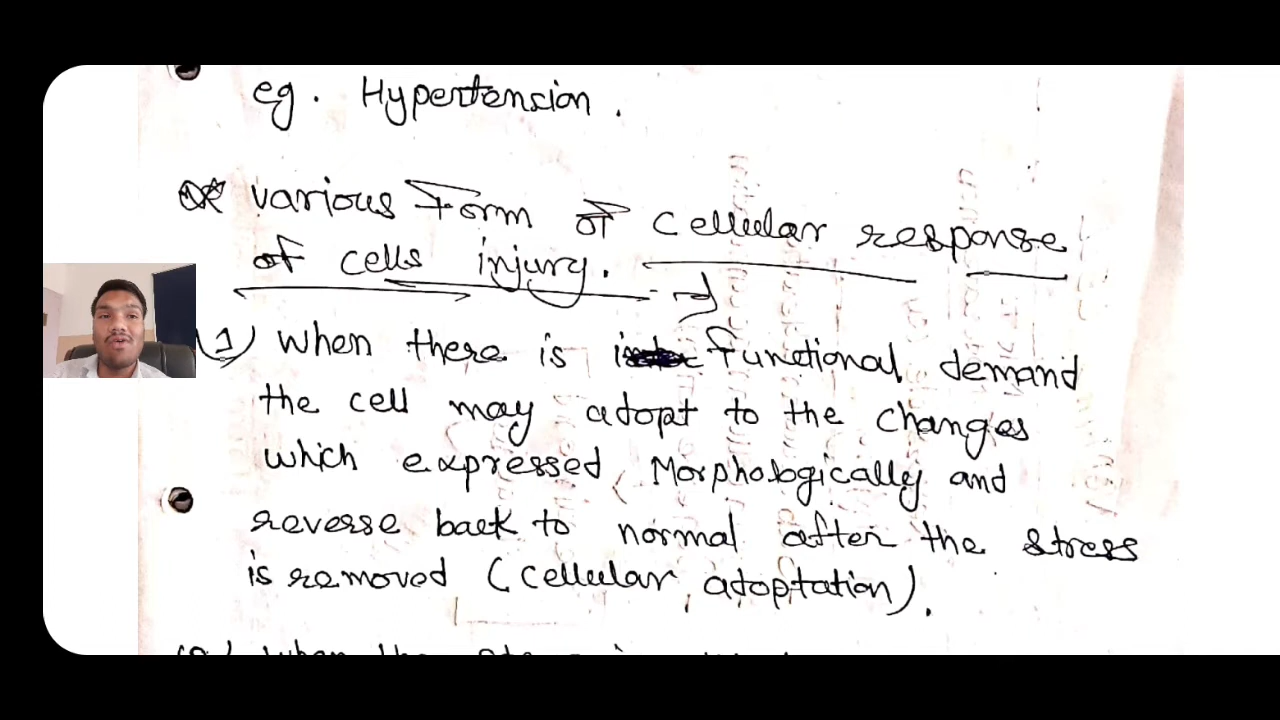 eg. Hypertension.
various Form of cellular response
of cells injury.
(1) When there is functional demand
the cell may adopt to the changes
which expressed Morphologically and
reverse back to normal after the stress
is removed (cellular adoptation).